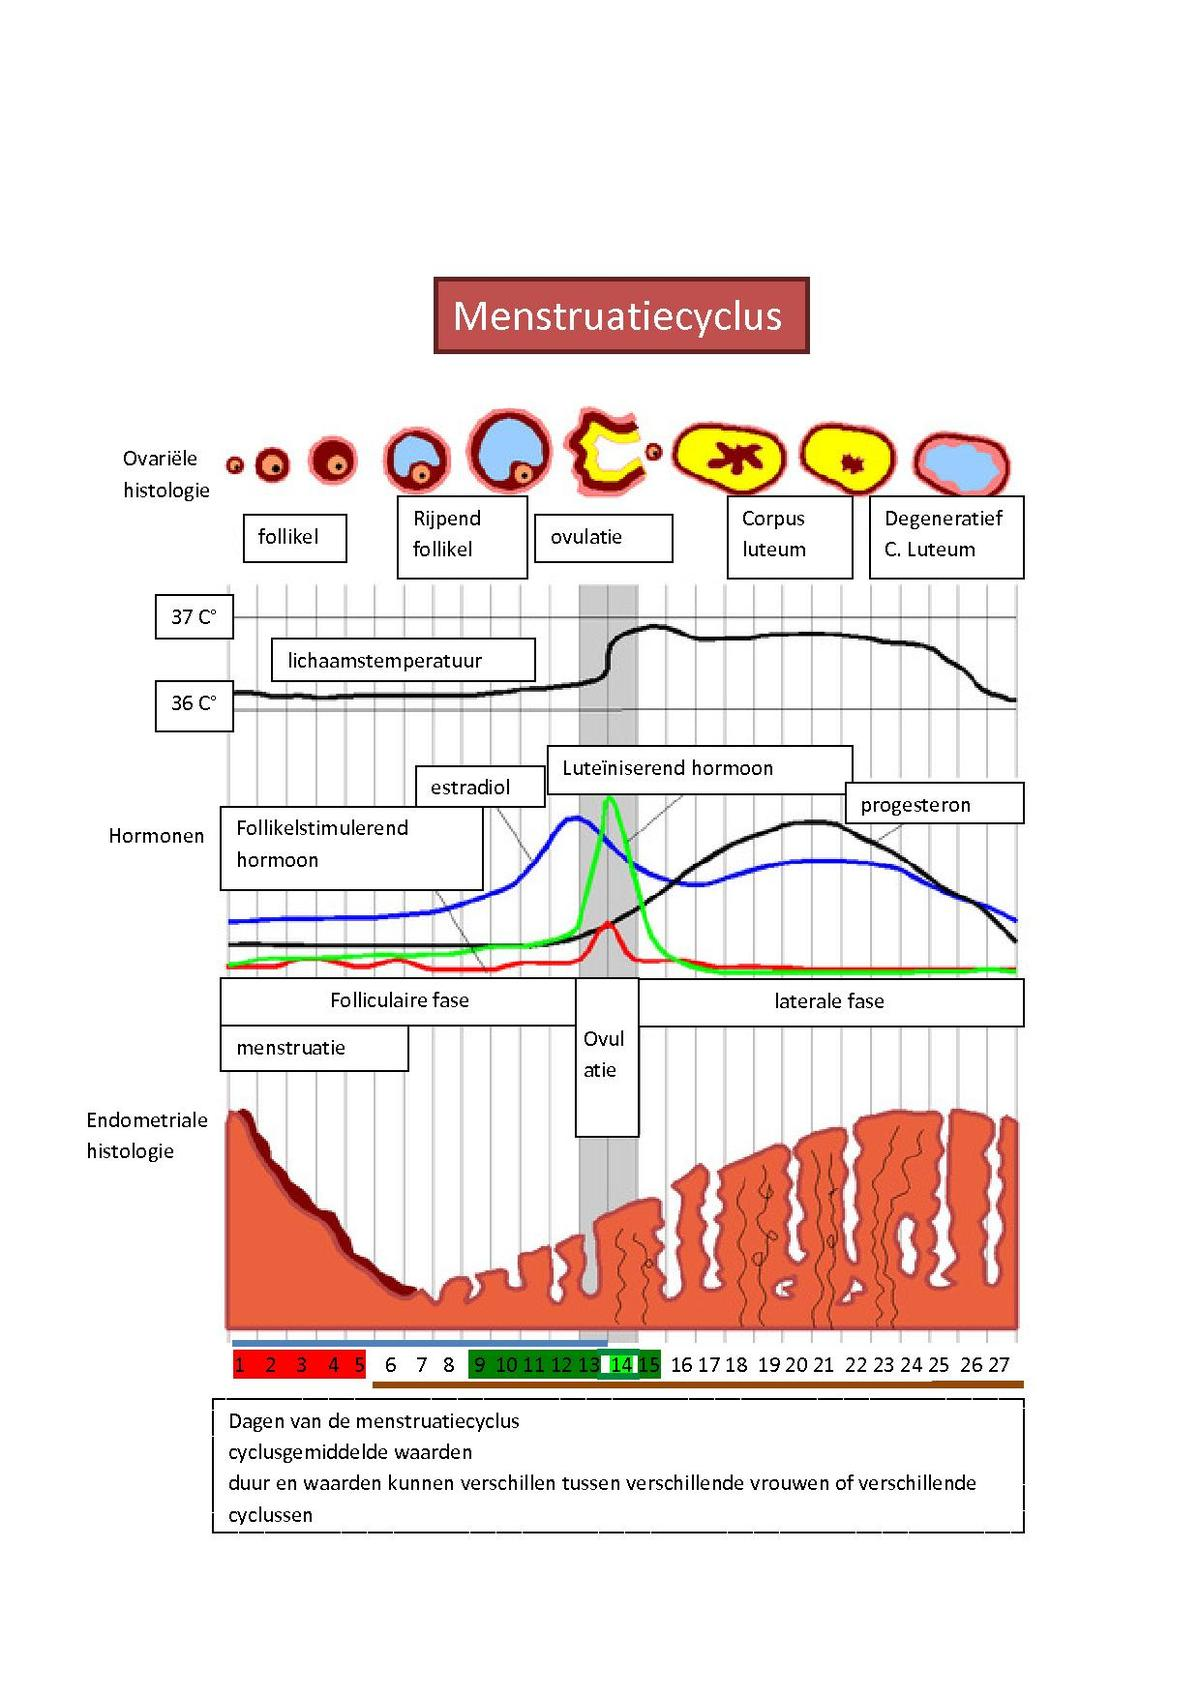 Menstruatiecyclus
Ovariële
histologie
follikel
Rijpend
follikel
ovulatie
Corpus
luteum
Degeneratief
C. Luteum
37 C°
lichaamstemperatuur
36 C°
Luteïniserend hormoon
estradiol
progesteron
Hormonen
Follikelstimulerend
hormoon
Folliculaire fase
laterale fase
menstruatie
Ovul
atie
Endometriale
histologie
1 2 3 4 5 6 7 8 9 10 11 12 13 14 15 16 17 18 19 20 21 22 23 24 25 26 27
Dagen van de menstruatiecyclus
cyclusgemiddelde waarden
duur en waarden kunnen verschillen tussen verschillende vrouwen of verschillende
cyclussen